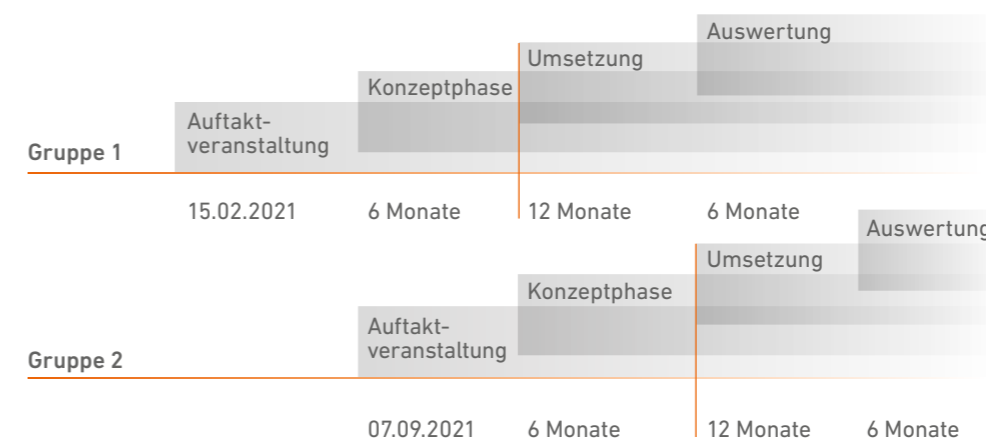 Auswertung
Umsetzung
Konzeptphase
Auftakt-
veranstaltung
Gruppe 1
15.02.2021 6 Monate 12 Monate 6 Monate
Auswertung
Umsetzung
Konzeptphase
Auftakt-
veranstaltung
Gruppe 2
07.09.2021 6 Monate 12 Monate 6 Monate